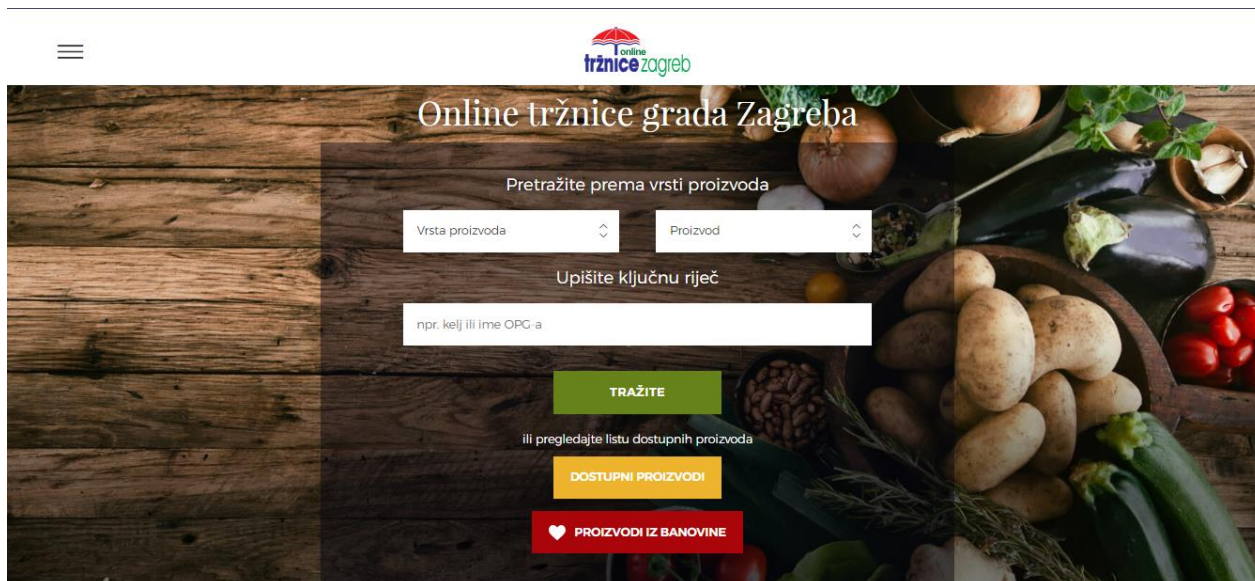 online
tržnice zagreb
Online tržnice grada Zagreba
Pretražite prema vrsti proizvoda
Vrsta proizvoda
Proizvod
Upišite ključnu riječ
npr. kelj ili ime OPG-a
TRAŽITE
ili pregledajte listu dostupnih proizvoda
DOSTUPNI PROIZVODI
PROIZVODI IZ BANOVINE